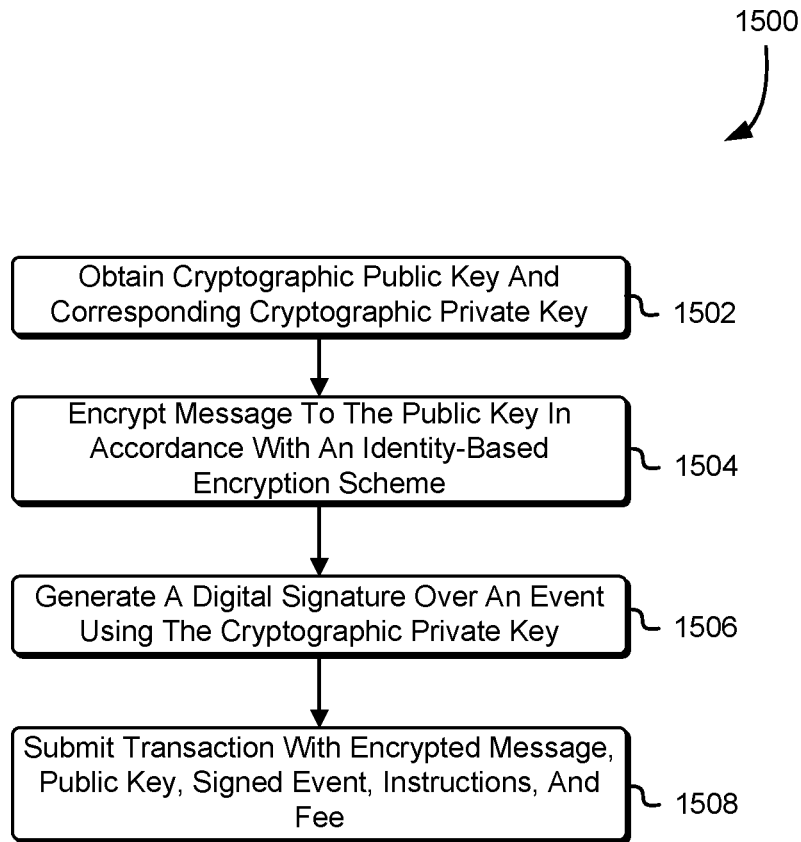 1500
Obtain Cryptographic Public Key And
Corresponding Cryptographic Private Key
1502
Encrypt Message To The Public Key In
Accordance With An Identity-Based
Encryption Scheme
1504
Generate A Digital Signature Over An Event
Using The Cryptographic Private Key
1506
Submit Transaction With Encrypted Message,
Public Key, Signed Event, Instructions, And
Fee
1508